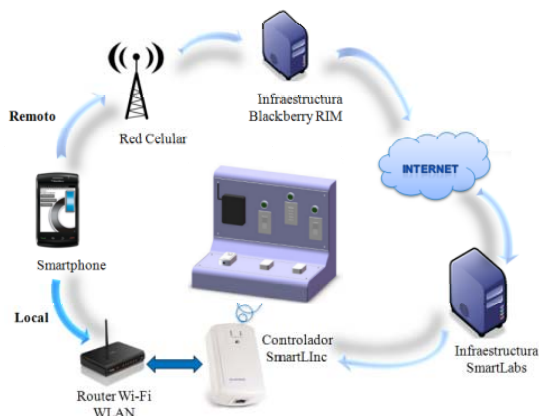 Infraestructura
Blackberry RIM
Remoto
Red Celular
INTERNET
Smartphone
Local
Controlador
SmartLInc
Infraestructura
SmartLabs
Router Wi-Fi
WLAN